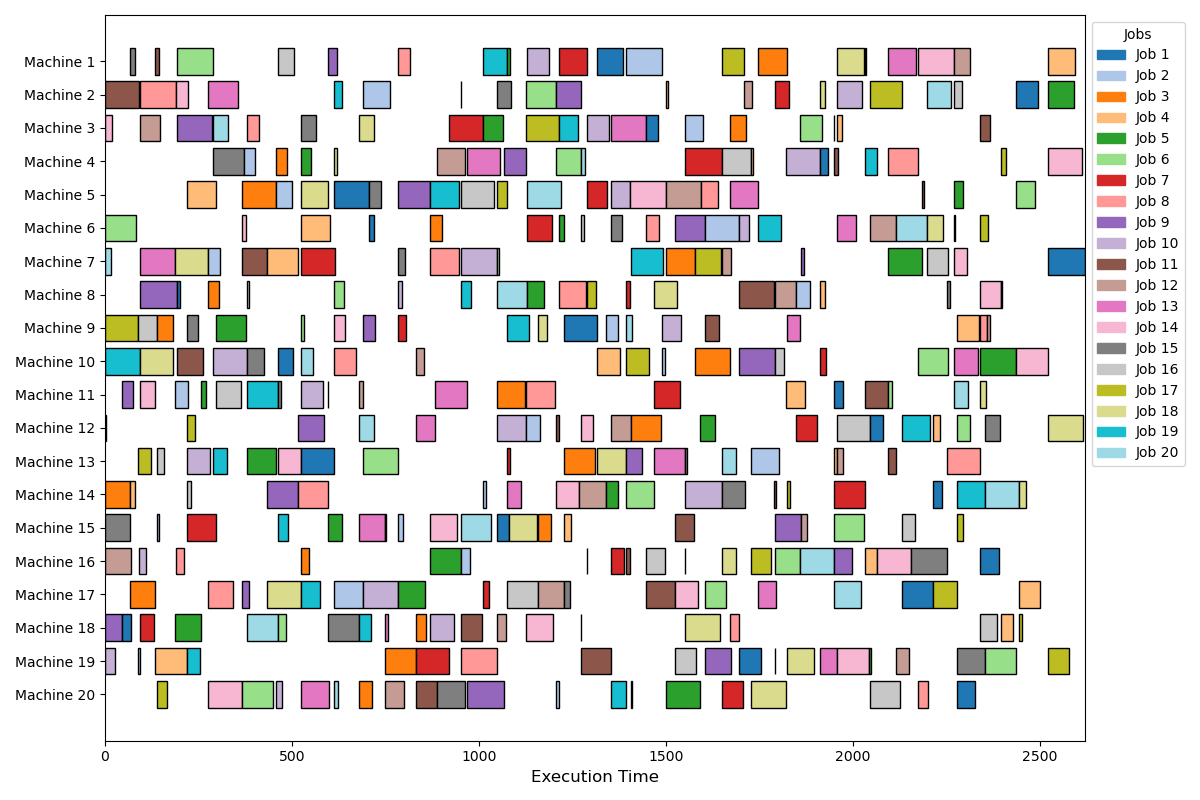 Machine 1
Machine 2
Machine 3
Machine 4
Machine 5
Machine 6
Machine 7
Machine 8
Machine 9
Machine 10
Machine 11
Machine 12
Machine 13
Machine 14
Machine 15
Machine 16
Machine 17
Machine 18
Machine 19
Machine 20
0 500 1000 1500 2000 2500
Execution Time
Jobs
Job 1
Job 2
Job 3
Job 4
Job 5
Job 6
Job 7
Job 8
Job 9
Job 10
Job 11
Job 12
Job 13
Job 14
Job 15
Job 16
Job 17
Job 18
Job 19
Job 20